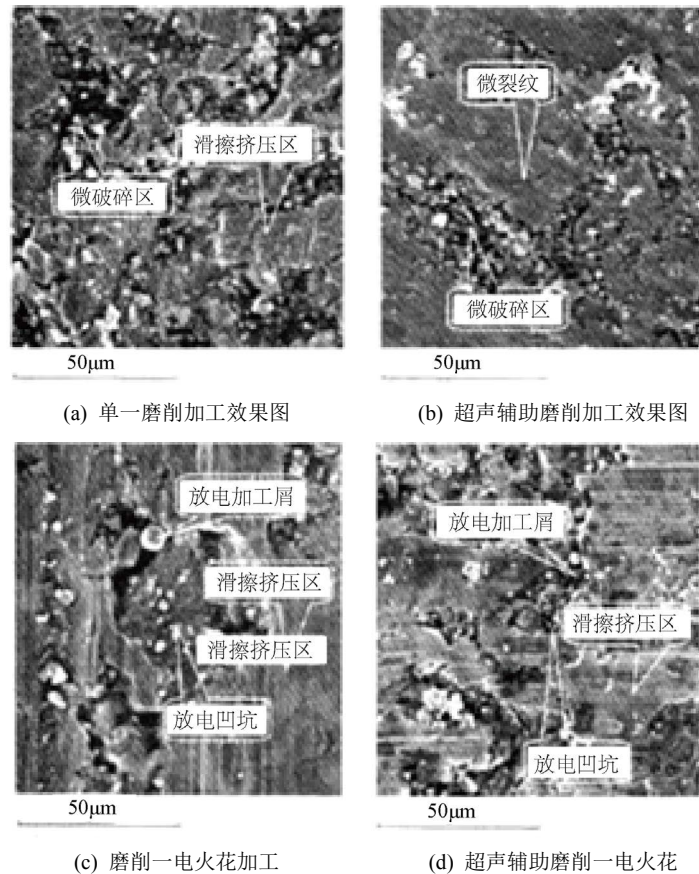 微破碎区
滑擦挤压区
50μm
(a) 单一磨削加工效果图
微裂纹
微破碎区
50μm
(b) 超声辅助磨削加工效果图
放电加工屑
滑擦挤压区
滑擦挤压区
放电凹坑
50μm
(c) 磨削一电火花加工
放电加工屑
滑擦挤压区
放电凹坑
50μm
(d) 超声辅助磨削一电火花